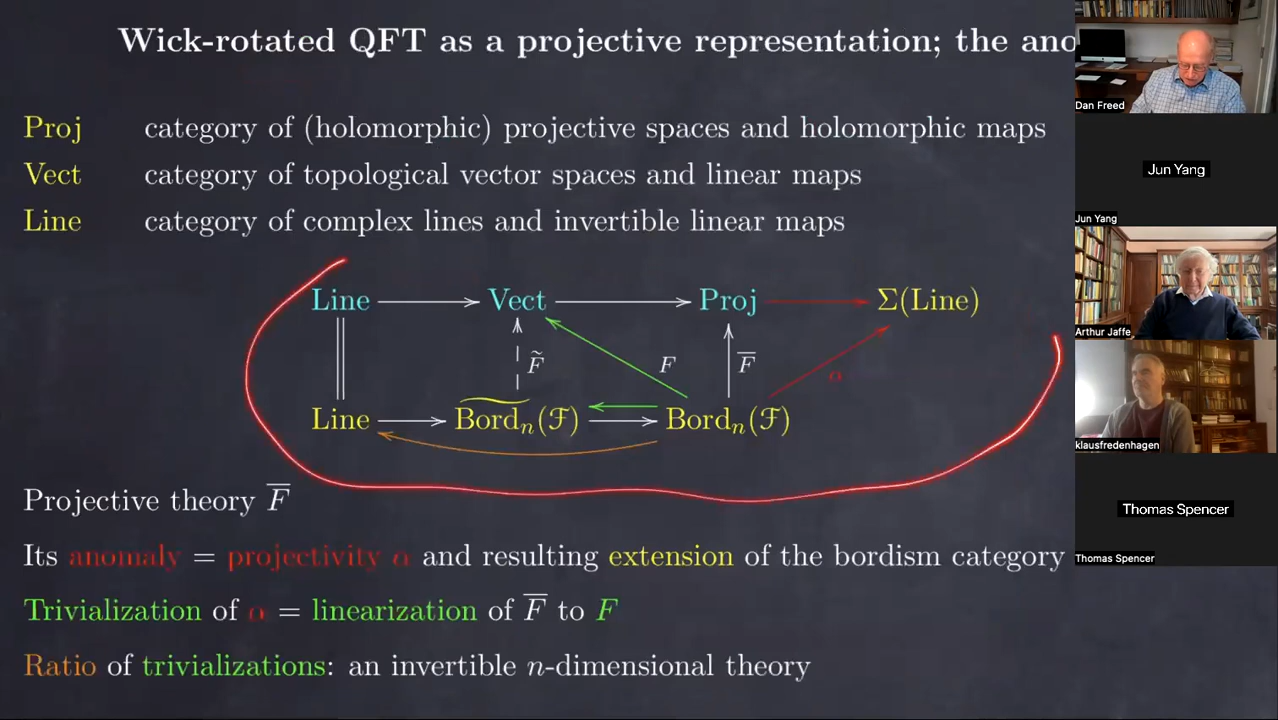 Wick-rotated QFT as a projective representation; the ano
Proj category of (holomorphic) projective spaces and holomorphic maps
Vect category of topological vector spaces and linear maps
Line category of complex lines and invertible linear maps
Line Vect Proj Σ(Line)
F̃ F F̅ α
Line B͠ord_n(ℱ) Bord_n(ℱ)
Projective theory F̅
Its anomaly = projectivity α and resulting extension of the bordism category
Trivialization of α = linearization of F̅ to F
Ratio of trivializations: an invertible n-dimensional theory
Dan Freed
Jun Yang
Jun Yang
Arthur Jaffe
klausfredenhagen
Thomas Spencer
Thomas Spencer